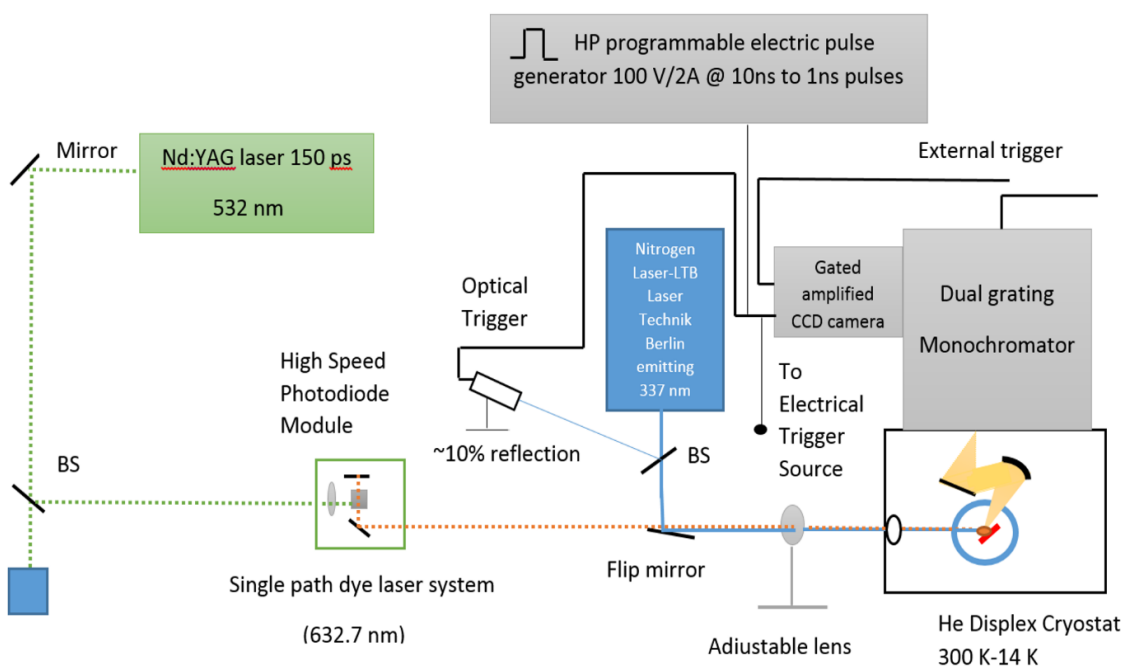 HP programmable electric pulse
generator 100 V/2A @ 10ns to 1ns pulses
Mirror
Nd:YAG laser 150 ps
532 nm
External trigger
Nitrogen
Laser-LTB
Laser
Technik
Berlin
emitting
337 nm
Gated
amplified
CCD camera
Dual grating
Monochromator
Optical
Trigger
High Speed
Photodiode
Module
To
Electrical
Trigger
Source
~10% reflection
BS
BS
Single path dye laser system
(632.7 nm)
Flip mirror
Adjustable lens
He Displex Cryostat
300 K-14 K